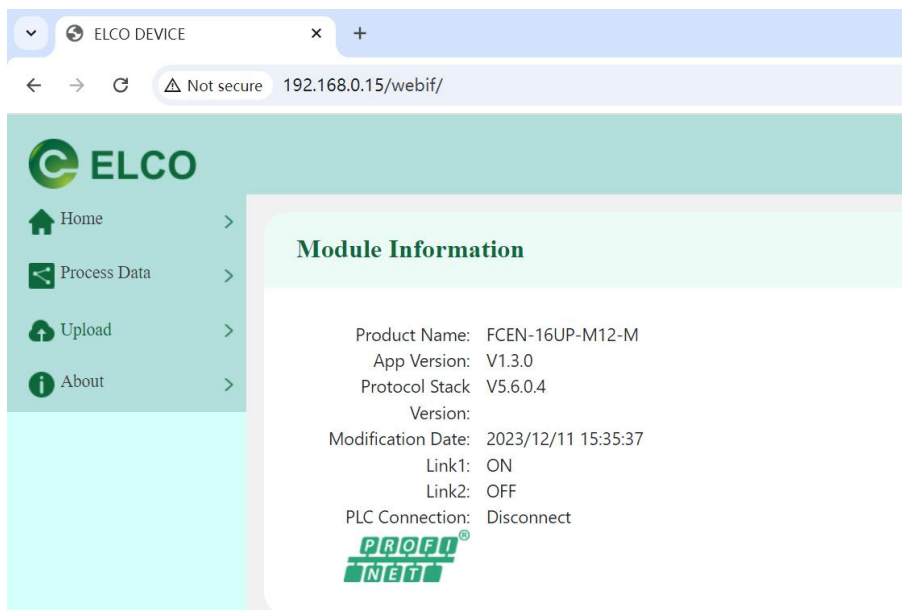 ELCO DEVICE
Not secure 192.168.0.15/webif/
ELCO
Home
Process Data
Upload
About
Module Information
Product Name: FCEN-16UP-M12-M
App Version: V1.3.0
Protocol Stack V5.6.0.4
Version:
Modification Date: 2023/12/11 15:35:37
Link1: ON
Link2: OFF
PLC Connection: Disconnect
PROFI®
NET